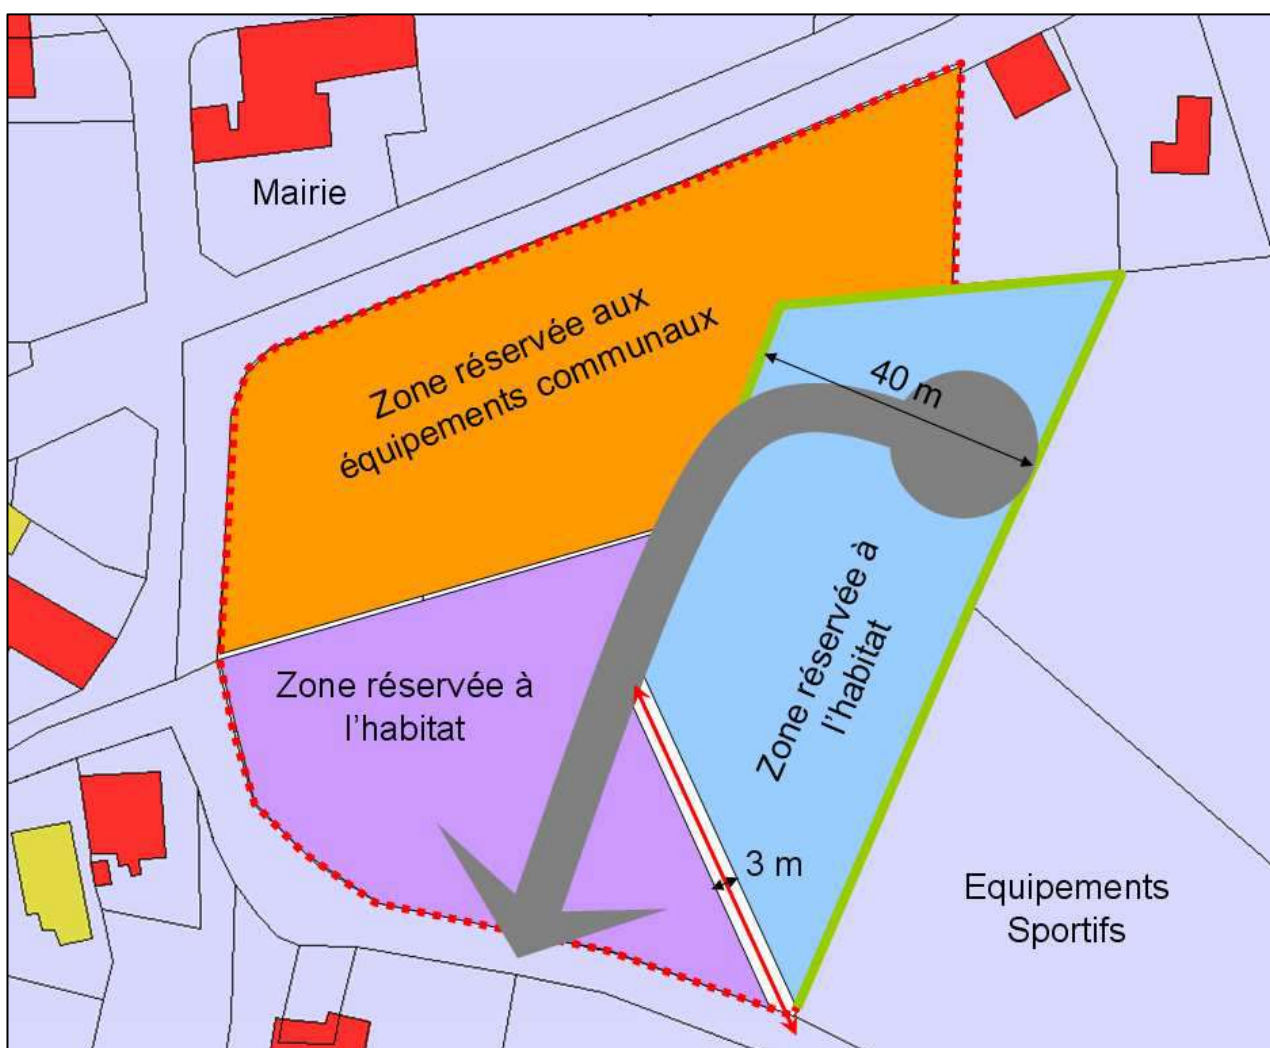 Mairie
Zone réservée aux
équipements communaux
40 m
Zone réservée à
l'habitat
Zone réservée à
l'habitat
3 m
Equipements
Sportifs